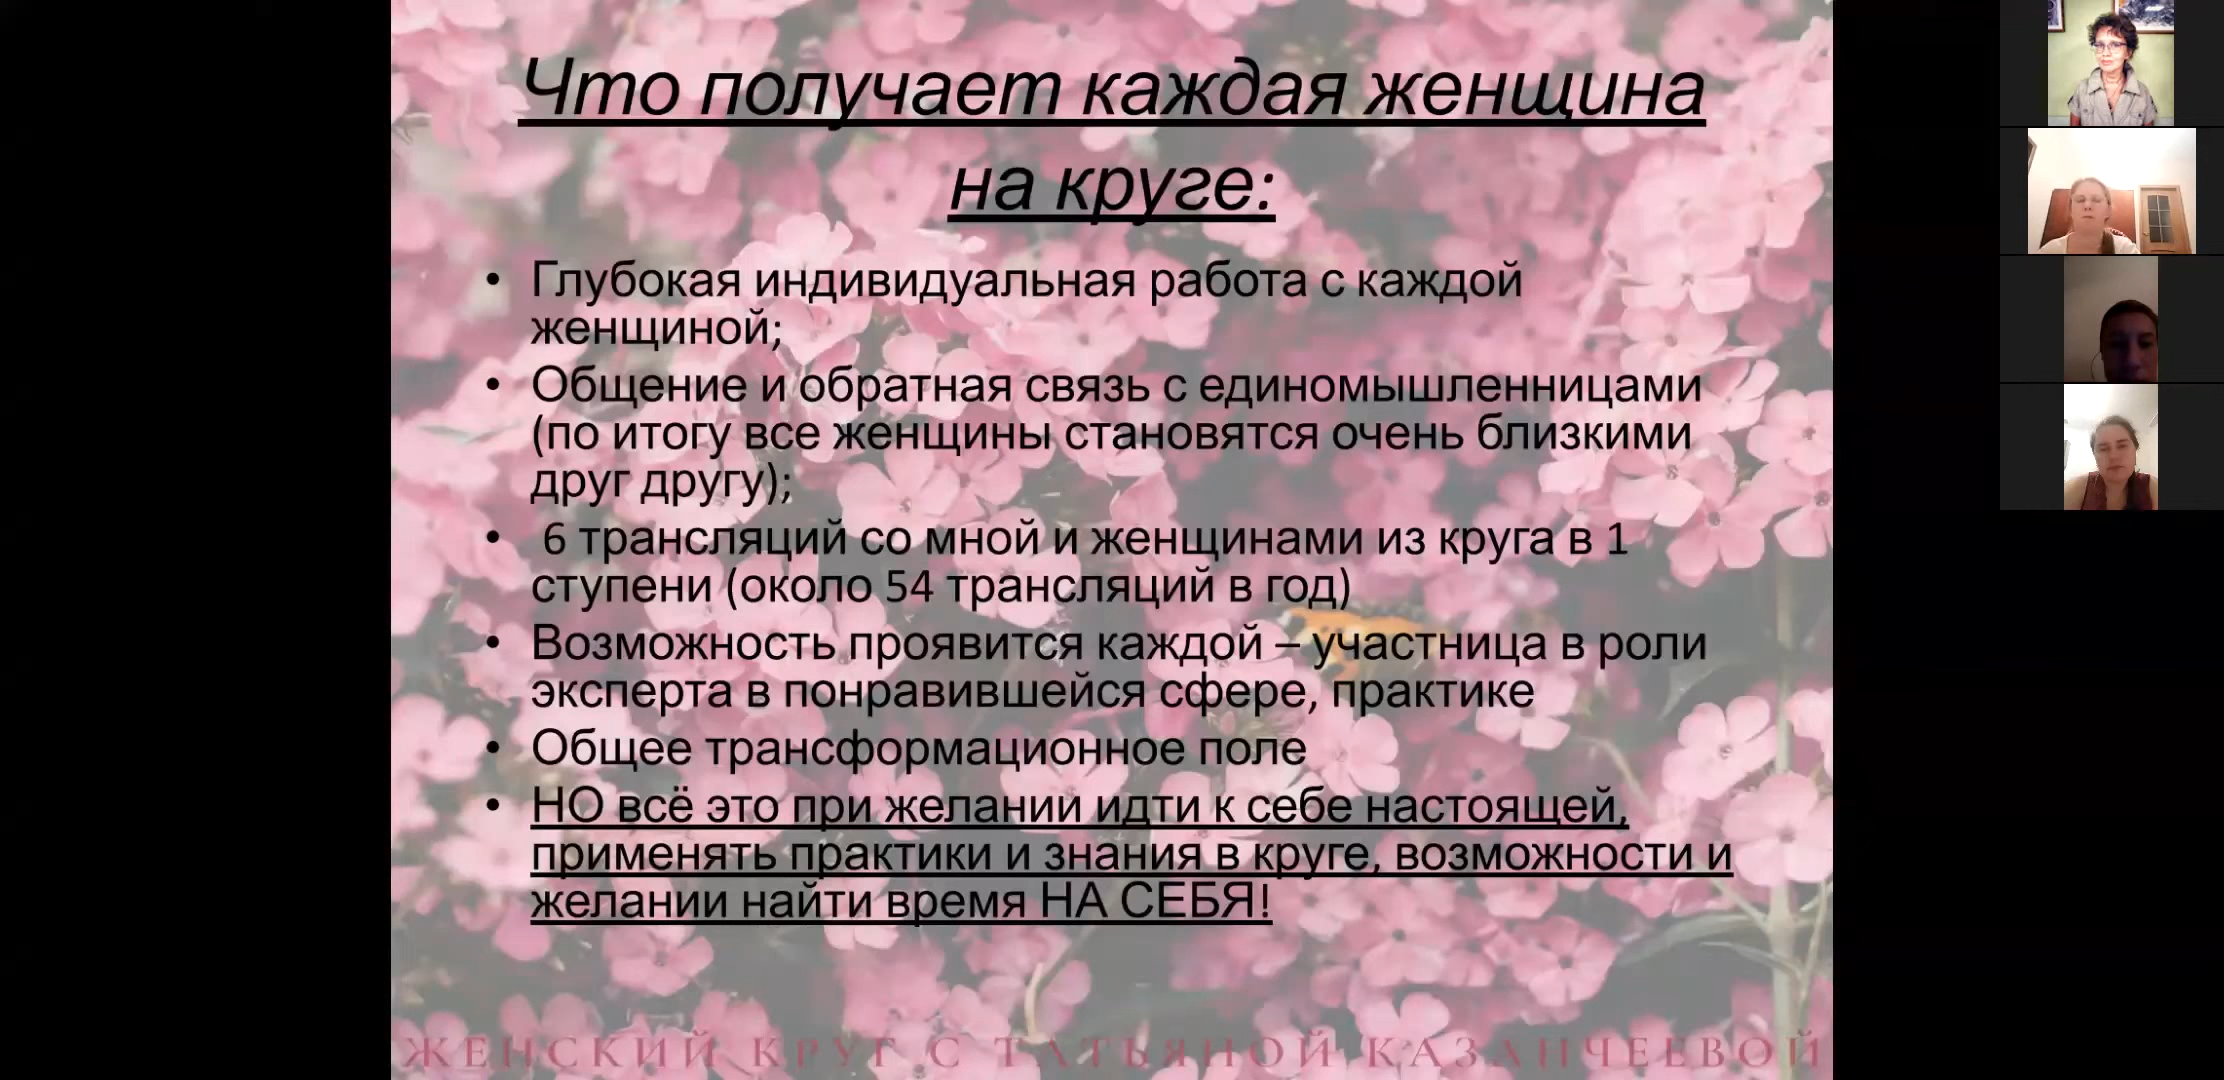 Что получает каждая женщина
на круге:
• Глубокая индивидуальная работа с каждой
женщиной;
• Общение и обратная связь с единомышленницами
(по итогу все женщины становятся очень близкими
друг другу);
• 6 трансляций со мной и женщинами из круга в 1
ступени (около 54 трансляций в год)
• Возможность проявится каждой – участница в роли
эксперта в понравившейся сфере, практике
• Общее трансформационное поле
• НО всё это при желании идти к себе настоящей,
применять практики и знания в круге, возможности и
желании найти время НА СЕБЯ!
ЖЕНСКИЙ КРУГ С ТАТЬЯНОЙ КАЗАНЧЕЕВОЙ